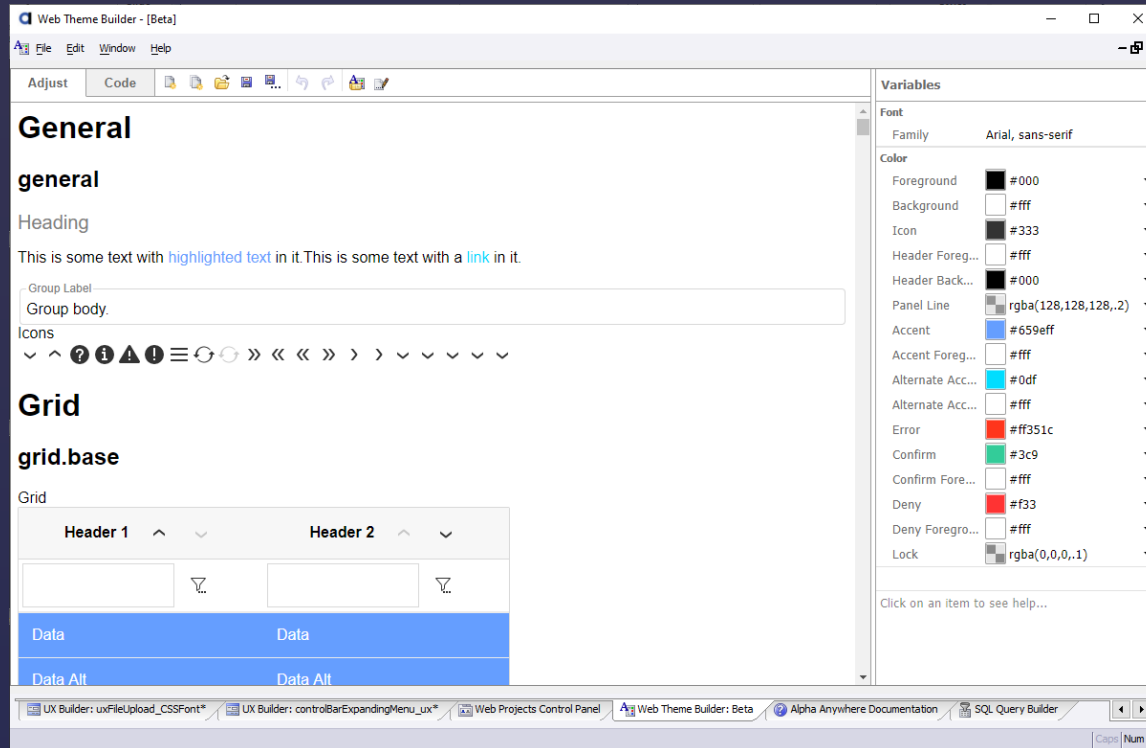 Web Theme Builder - [Beta]
File Edit Window Help
Adjust Code
General
general
Heading
This is some text with highlighted text in it.This is some text with a link in it.
Group Label
Group body.
Icons
Grid
grid.base
Grid
Header 1 Header 2
Data Data
Data Alt Data Alt
Variables
Font
Family Arial, sans-serif
Color
Foreground #000
Background #fff
Icon #333
Header Foreg... #fff
Header Back... #000
Panel Line rgba(128,128,128,.2)
Accent #659eff
Accent Foreg... #fff
Alternate Acc... #0df
Alternate Acc... #fff
Error #ff351c
Confirm #3c9
Confirm Fore... #fff
Deny #f33
Deny Foregro... #fff
Lock rgba(0,0,0,.1)
Click on an item to see help...
UX Builder: uxFileUpload_CSSFont* UX Builder: controlBarExpandingMenu_ux* Web Projects Control Panel Web Theme Builder: Beta Alpha Anywhere Documentation SQL Query Builder
Caps Num